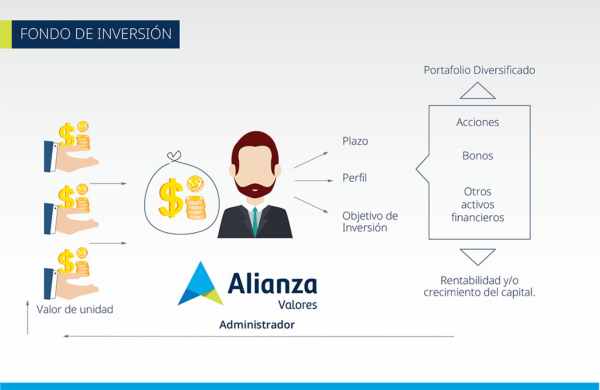 FONDO DE INVERSIÓN
Portafolio Diversificado
Acciones
Bonos
Otros
activos
financieros
Plazo
Perfil
Objetivo de
Inversión
Rentabilidad y/o
crecimiento del capital.
Valor de unidad
Alianza
Valores
Administrador